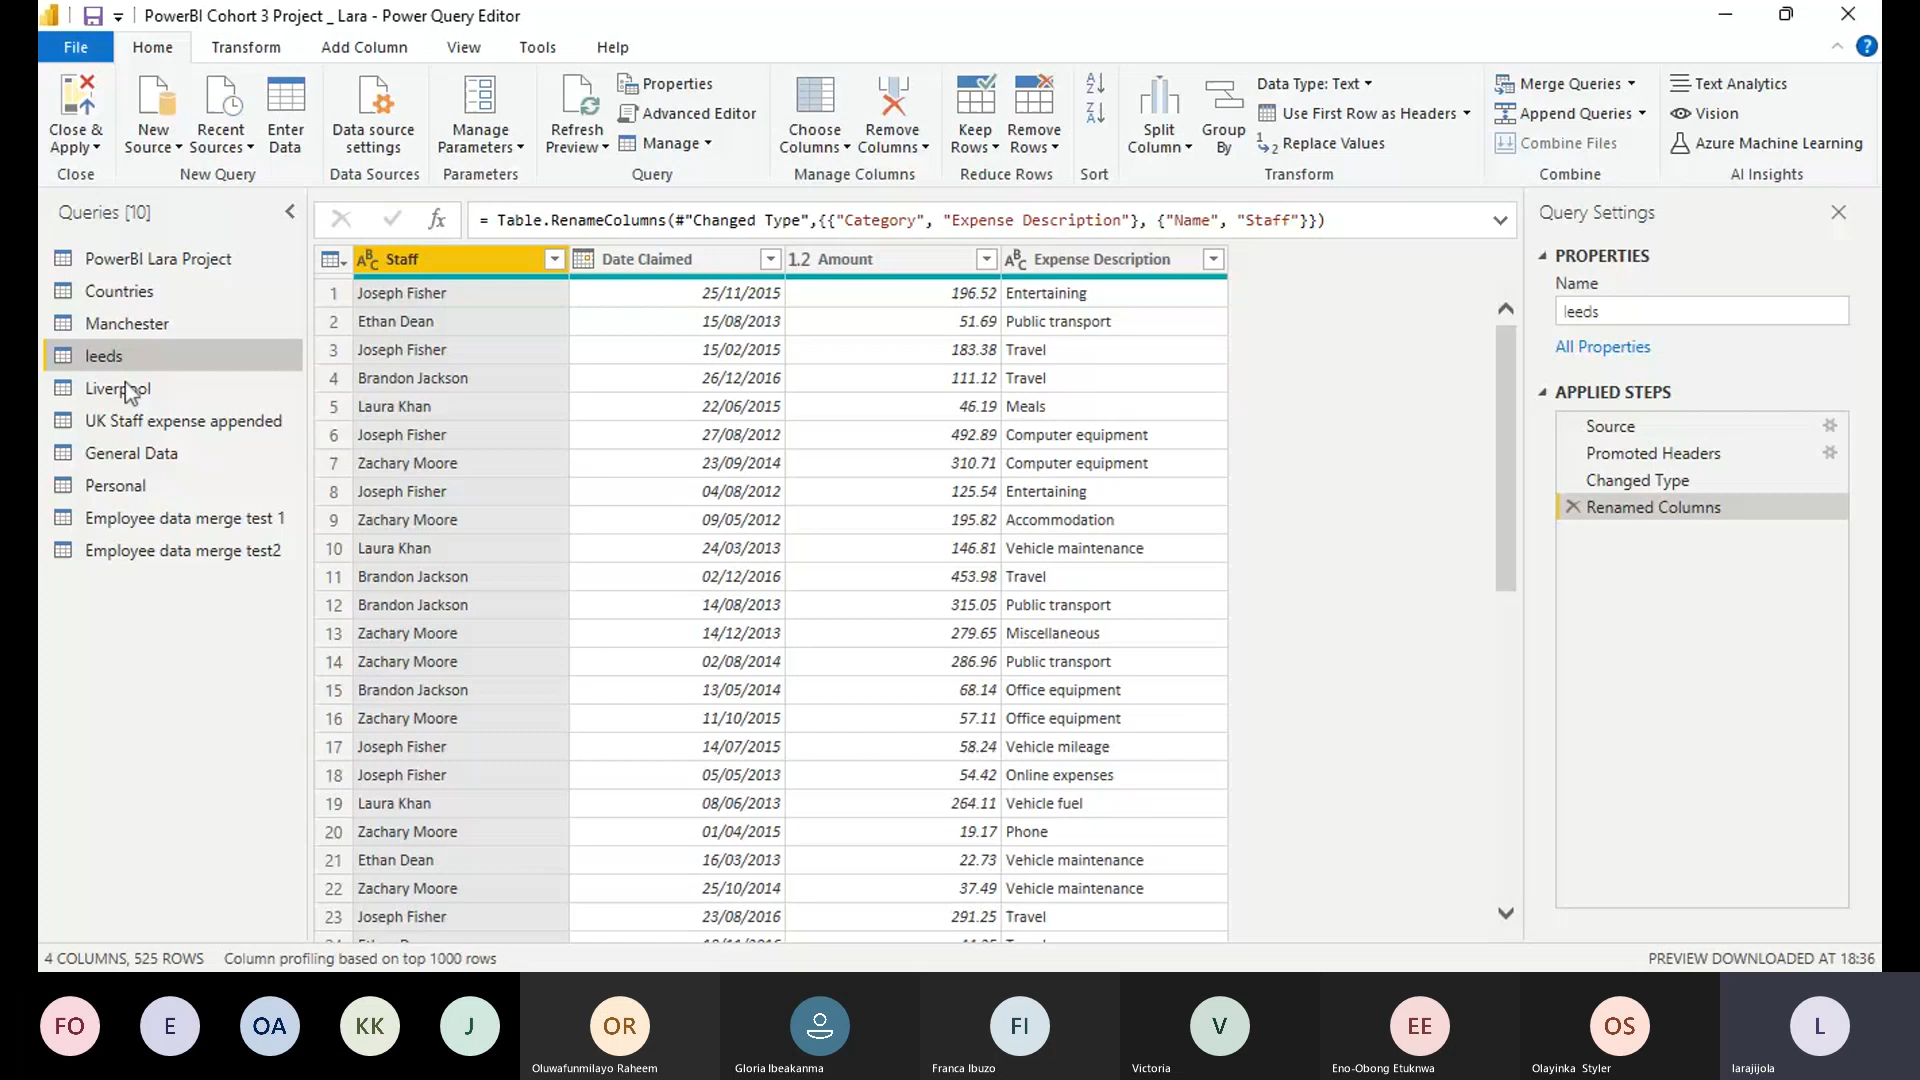 PowerBI Cohort 3 Project _ Lara - Power Query Editor
File Home Transform Add Column View Tools Help
Close & Apply
Close
New Source
Recent Sources
Enter Data
New Query
Data source settings
Data Sources
Manage Parameters
Parameters
Refresh Preview
Properties
Advanced Editor
Manage
Query
Choose Columns
Remove Columns
Manage Columns
Keep Rows
Remove Rows
Reduce Rows
Sort
Split Column
Group By
Data Type: Text
Use First Row as Headers
Replace Values
Transform
Merge Queries
Append Queries
Combine Files
Combine
Text Analytics
Vision
Azure Machine Learning
AI Insights
Queries [10]
PowerBI Lara Project
Countries
Manchester
leeds
Liverpool
UK Staff expense appended
General Data
Personal
Employee data merge test 1
Employee data merge test2
= Table.RenameColumns(#"Changed Type",{{"Category", "Expense Description"}, {"Name", "Staff"}})
Staff Date Claimed 1.2 Amount Expense Description
1 Joseph Fisher 25/11/2015 196.52 Entertaining
2 Ethan Dean 15/08/2013 51.69 Public transport
3 Joseph Fisher 15/02/2015 183.38 Travel
4 Brandon Jackson 26/12/2016 111.12 Travel
5 Laura Khan 22/06/2015 46.19 Meals
6 Joseph Fisher 27/08/2012 492.89 Computer equipment
7 Zachary Moore 23/09/2014 310.71 Computer equipment
8 Joseph Fisher 04/08/2012 125.54 Entertaining
9 Zachary Moore 09/05/2012 195.82 Accommodation
10 Laura Khan 24/03/2013 146.81 Vehicle maintenance
11 Brandon Jackson 02/12/2016 453.98 Travel
12 Brandon Jackson 14/08/2013 315.05 Public transport
13 Zachary Moore 14/12/2013 279.65 Miscellaneous
14 Zachary Moore 02/08/2014 286.96 Public transport
15 Brandon Jackson 13/05/2014 68.14 Office equipment
16 Zachary Moore 11/10/2015 57.11 Office equipment
17 Joseph Fisher 14/07/2015 58.24 Vehicle mileage
18 Joseph Fisher 05/05/2013 54.42 Online expenses
19 Laura Khan 08/06/2013 264.11 Vehicle fuel
20 Zachary Moore 01/04/2015 19.17 Phone
21 Ethan Dean 16/03/2013 22.73 Vehicle maintenance
22 Zachary Moore 25/10/2014 37.49 Vehicle maintenance
23 Joseph Fisher 23/08/2016 291.25 Travel
Query Settings
PROPERTIES
Name
leeds
All Properties
APPLIED STEPS
Source
Promoted Headers
Changed Type
Renamed Columns
4 COLUMNS, 525 ROWS Column profiling based on top 1000 rows PREVIEW DOWNLOADED AT 18:36
FO E OA KK J OR FI V EE OS L
Oluwafunmilayo Raheem Gloria Ibeakanma Franca Ibuzo Victoria Eno-Obong Etuknwa Olayinka Styler larajijola